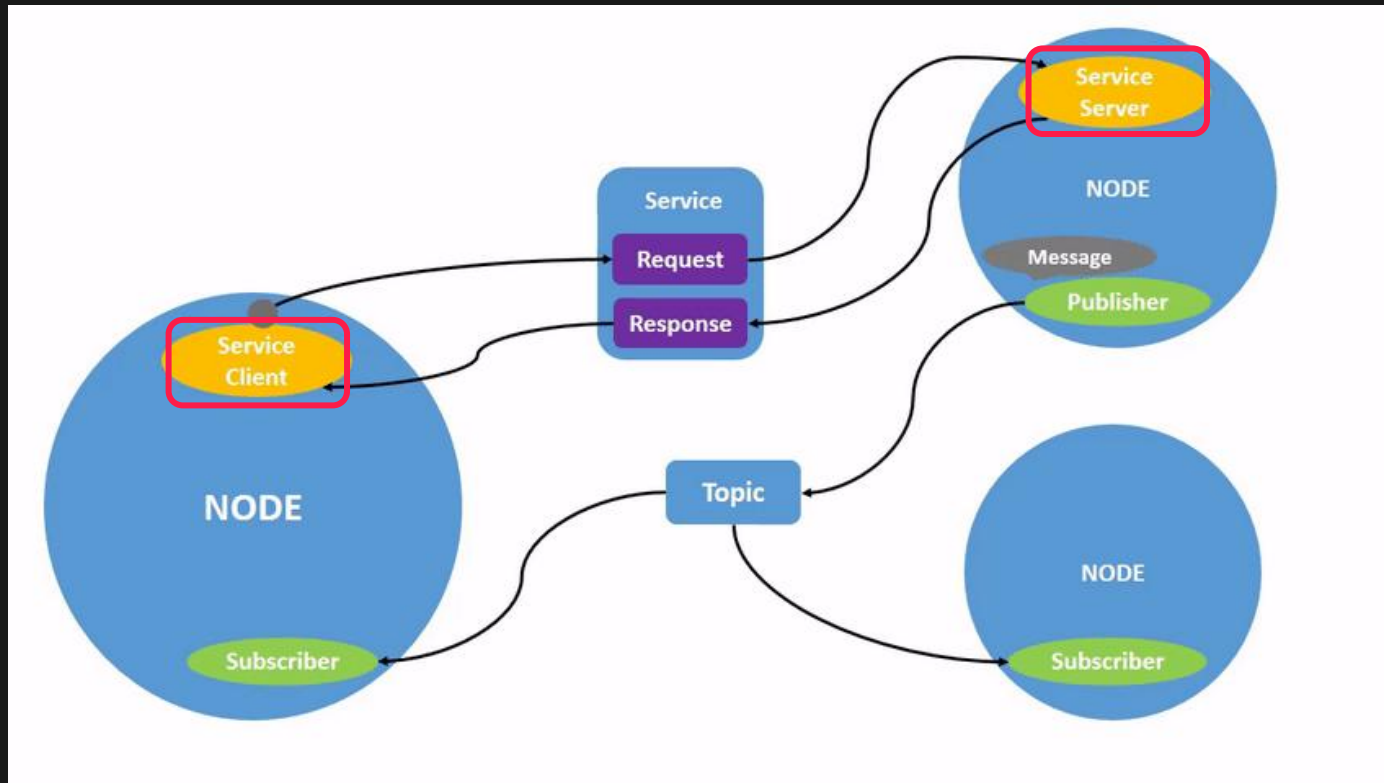 Service
Server
NODE
Message
Publisher
Service
Request
Response
Service
Client
NODE
Subscriber
Topic
NODE
Subscriber